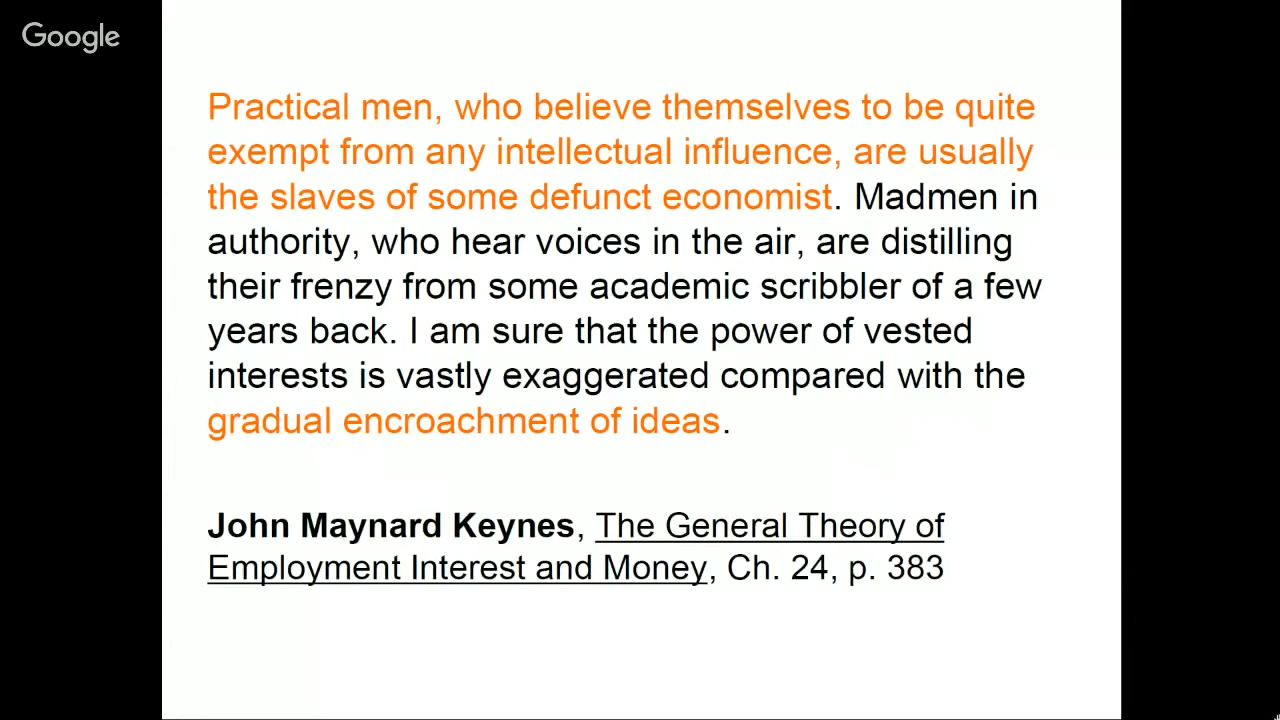 Google
Practical men, who believe themselves to be quite
exempt from any intellectual influence, are usually
the slaves of some defunct economist. Madmen in
authority, who hear voices in the air, are distilling
their frenzy from some academic scribbler of a few
years back. I am sure that the power of vested
interests is vastly exaggerated compared with the
gradual encroachment of ideas.
John Maynard Keynes, The General Theory of
Employment Interest and Money, Ch. 24, p. 383